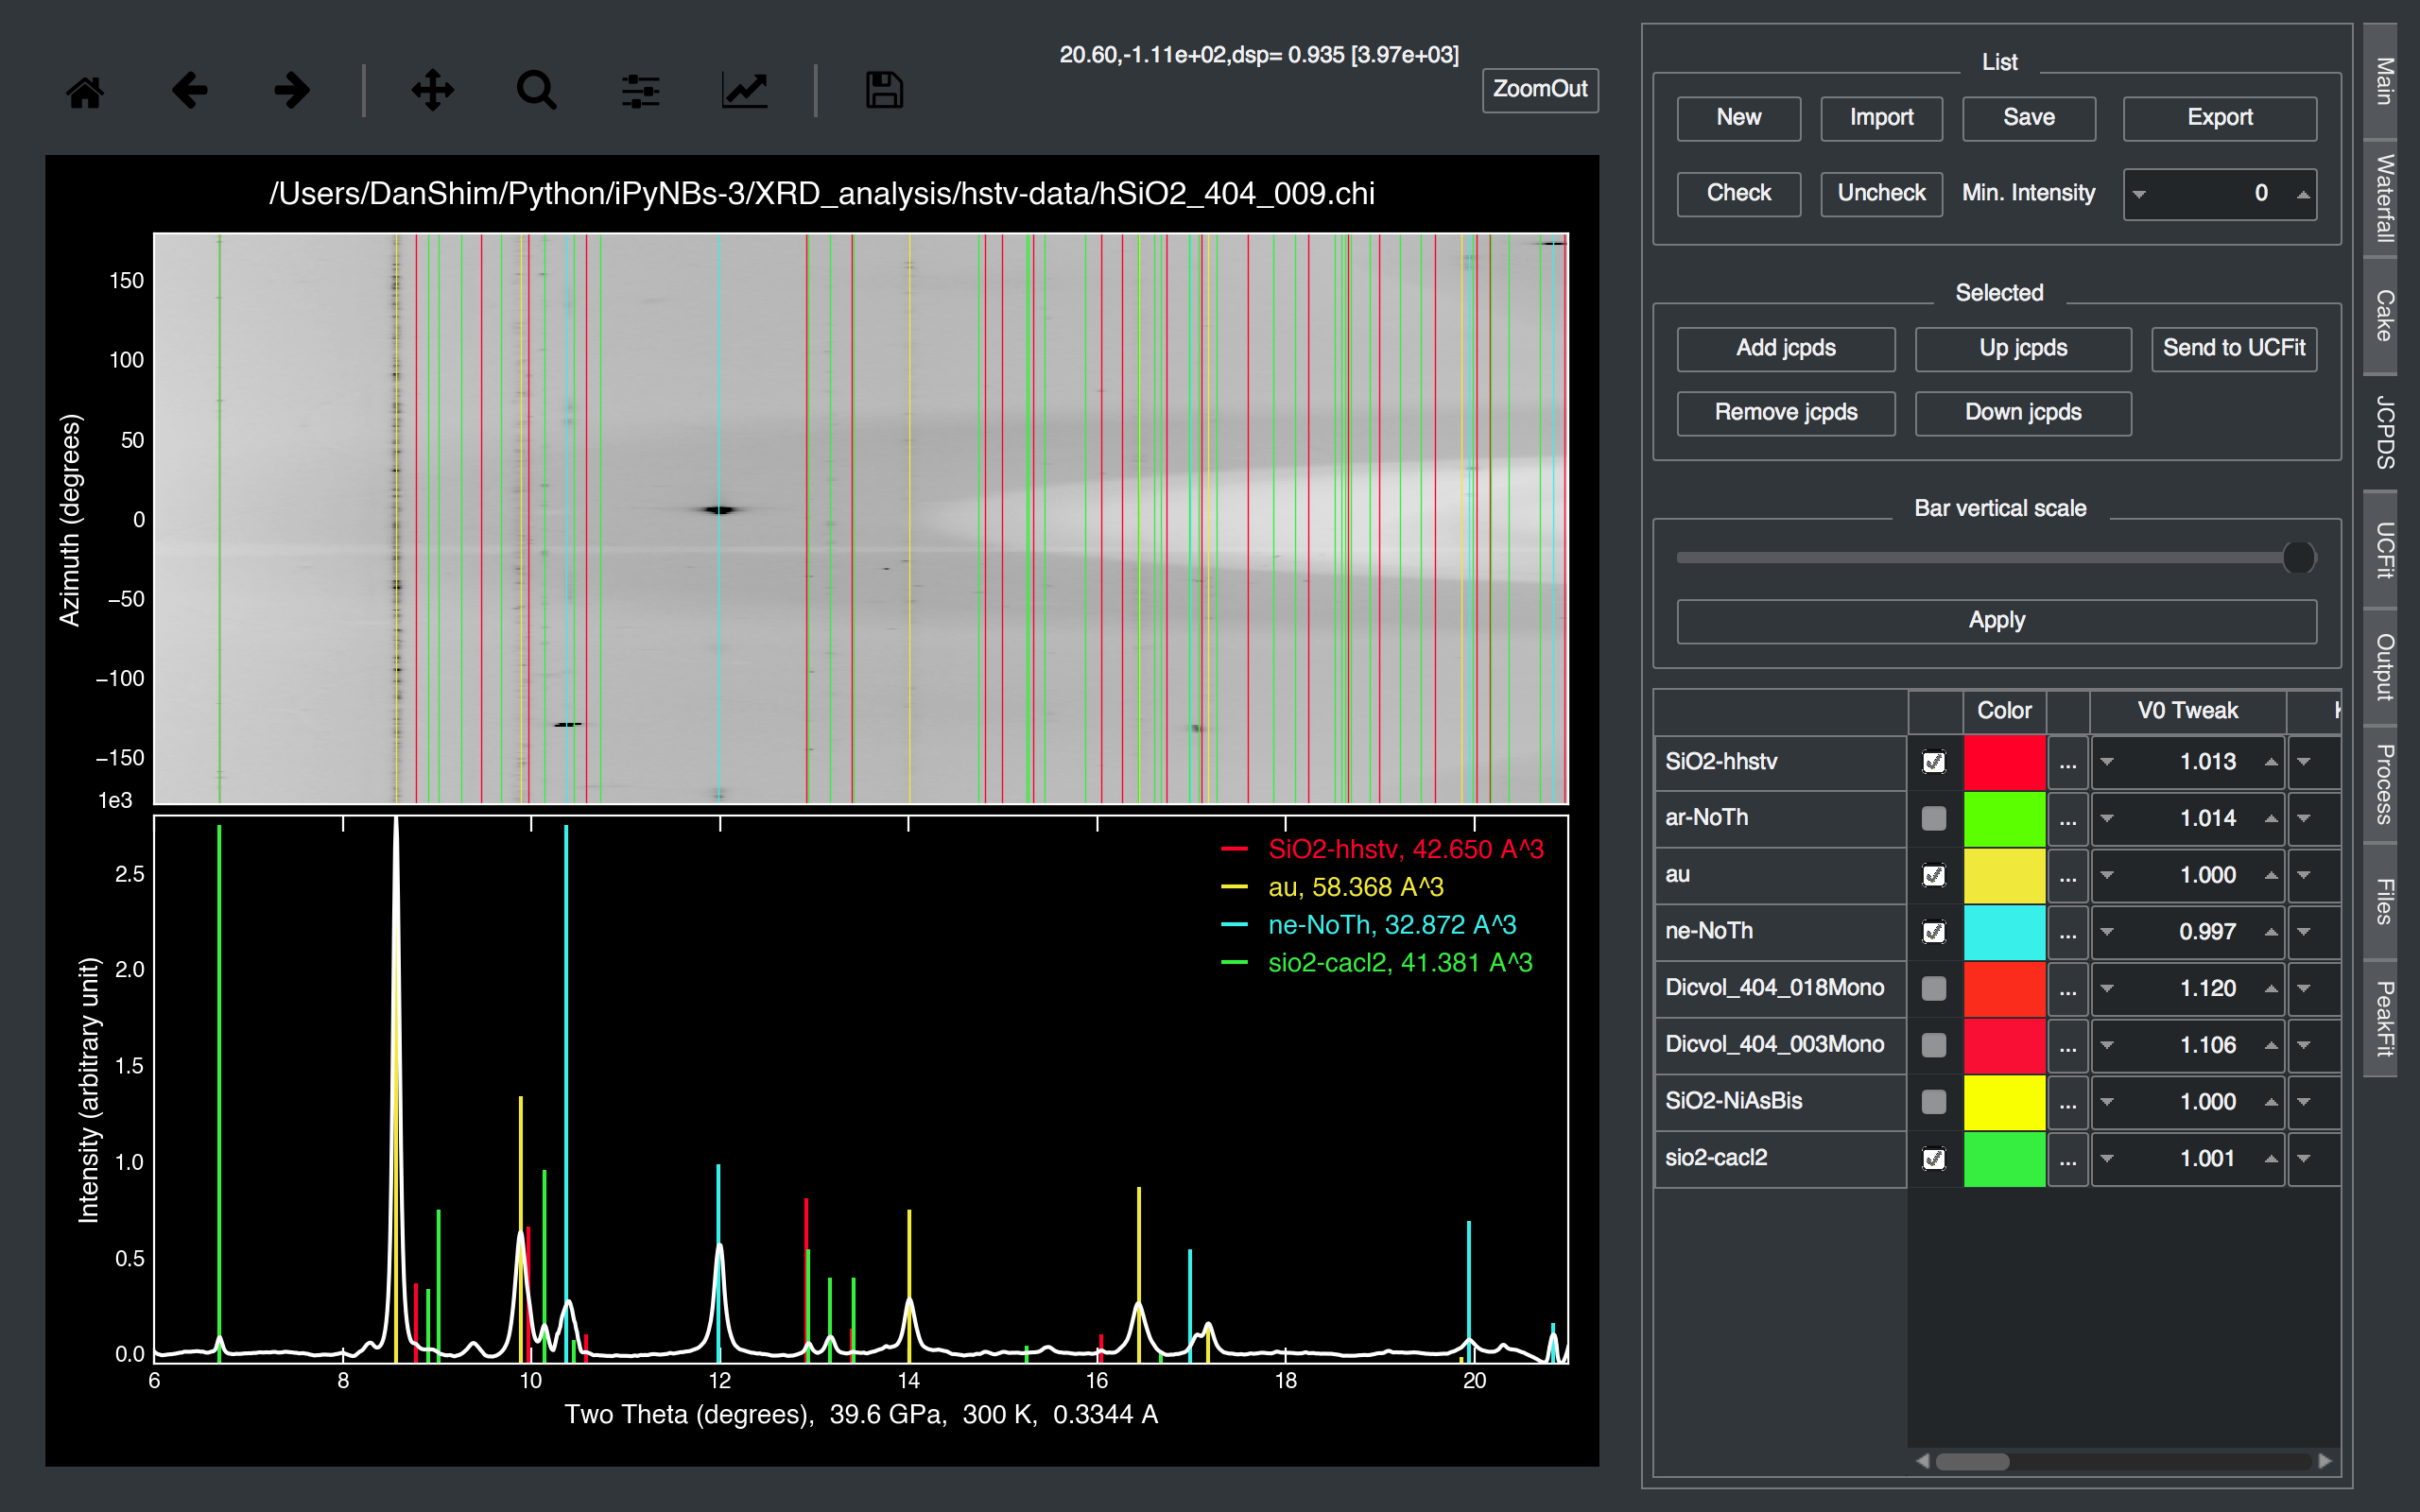 20.60,-1.11e+02,dsp= 0.935 [3.97e+03]
ZoomOut
/Users/DanShim/Python/iPyNBs-3/XRD_analysis/hstv-data/hSiO2_404_009.chi
150
100
50
0
−50
−100
−150
Azimuth (degrees)
1e3
2.5
2.0
1.5
1.0
0.5
0.0
Intensity (arbitrary unit)
SiO2-hhstv, 42.650 A^3
au, 58.368 A^3
ne-NoTh, 32.872 A^3
sio2-cacl2, 41.381 A^3
6 8 10 12 14 16 18 20
Two Theta (degrees), 39.6 GPa, 300 K, 0.3344 A
List
New Import Save Export
Check Uncheck Min. Intensity 0
Selected
Add jcpds Up jcpds Send to UCFit
Remove jcpds Down jcpds
Bar vertical scale
Apply
Color V0 Tweak
SiO2-hhstv ... 1.013
ar-NoTh ... 1.014
au ... 1.000
ne-NoTh ... 0.997
Dicvol_404_018Mono ... 1.120
Dicvol_404_003Mono ... 1.106
SiO2-NiAsBis ... 1.000
sio2-cacl2 ... 1.001
Main
Waterfall
Cake
JCPDS
UCFit
Output
Process
Files
PeakFit